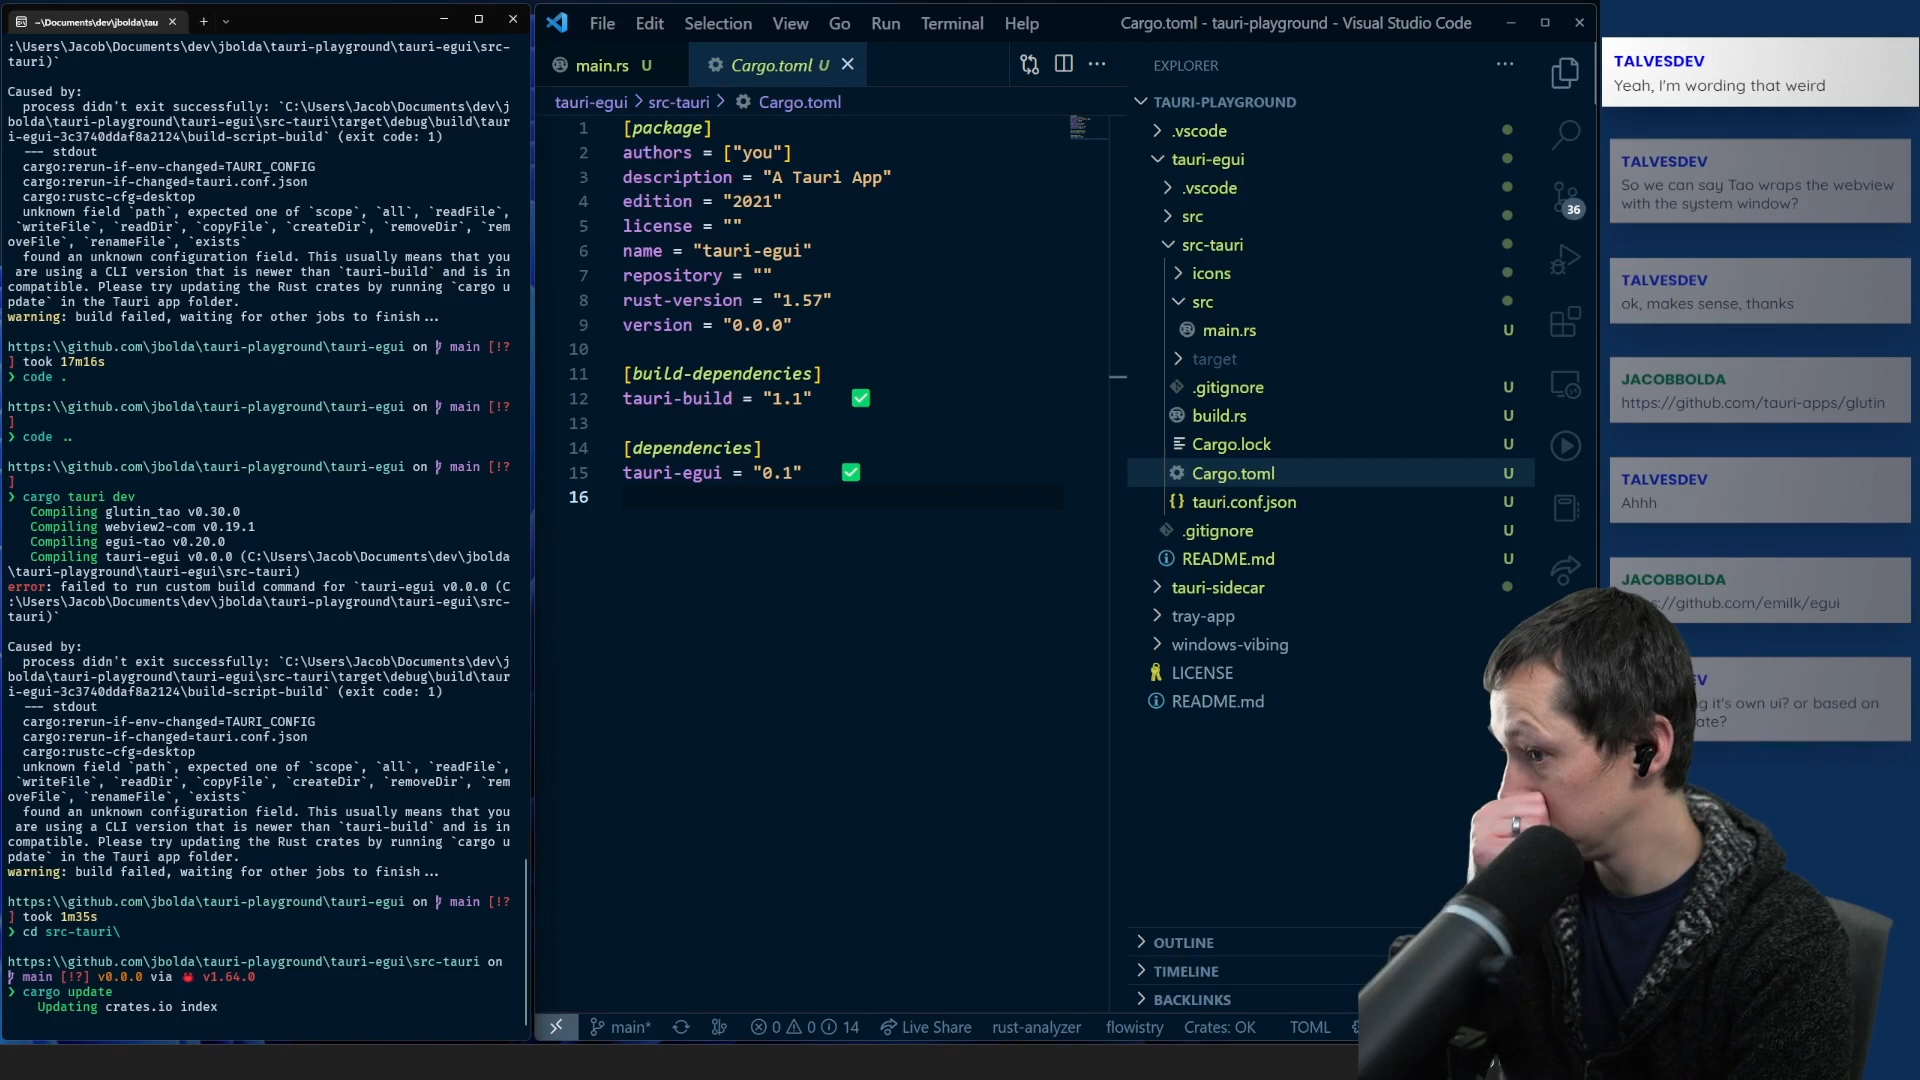 ~\Documents\dev\jbolda\tau
:\Users\Jacob\Documents\dev\jbolda\tauri-playground\tauri-egui\src-
tauri)`
Caused by:
process didn't exit successfully: `C:\Users\Jacob\Documents\dev\j
bolda\tauri-playground\tauri-egui\src-tauri\target\debug\build\taur
i-egui-3c3740ddaf8a2124\build-script-build` (exit code: 1)
--- stdout
cargo:rerun-if-env-changed=TAURI_CONFIG
cargo:rerun-if-changed=tauri.conf.json
cargo:rustc-cfg=desktop
unknown field `path`, expected one of `scope`, `all`, `readFile`,
`writeFile`, `readDir`, `copyFile`, `createDir`, `removeDir`, `rem
oveFile`, `renameFile`, `exists`
found an unknown configuration field. This usually means that you
are using a CLI version that is newer than `tauri-build` and is in
compatible. Please try updating the Rust crates by running `cargo u
pdate` in the Tauri app folder.
warning: build failed, waiting for other jobs to finish...
https:\\github.com\jbolda\tauri-playground\tauri-egui on main [!?
] took 17m16s
❯ code .
https:\\github.com\jbolda\tauri-playground\tauri-egui on main [!?
]
❯ code ..
https:\\github.com\jbolda\tauri-playground\tauri-egui on main [!?
]
❯ cargo tauri dev
Compiling glutin_tao v0.30.0
Compiling webview2-com v0.19.1
Compiling egui-tao v0.20.0
Compiling tauri-egui v0.0.0 (C:\Users\Jacob\Documents\dev\jbolda
\tauri-playground\tauri-egui\src-tauri)
error: failed to run custom build command for `tauri-egui v0.0.0 (C
:\Users\Jacob\Documents\dev\jbolda\tauri-playground\tauri-egui\src-
tauri)`
Caused by:
process didn't exit successfully: `C:\Users\Jacob\Documents\dev\j
bolda\tauri-playground\tauri-egui\src-tauri\target\debug\build\taur
i-egui-3c3740ddaf8a2124\build-script-build` (exit code: 1)
--- stdout
cargo:rerun-if-env-changed=TAURI_CONFIG
cargo:rerun-if-changed=tauri.conf.json
cargo:rustc-cfg=desktop
unknown field `path`, expected one of `scope`, `all`, `readFile`,
`writeFile`, `readDir`, `copyFile`, `createDir`, `removeDir`, `rem
oveFile`, `renameFile`, `exists`
found an unknown configuration field. This usually means that you
are using a CLI version that is newer than `tauri-build` and is in
compatible. Please try updating the Rust crates by running `cargo u
pdate` in the Tauri app folder.
warning: build failed, waiting for other jobs to finish...
https:\\github.com\jbolda\tauri-playground\tauri-egui on main [!?
] took 1m35s
❯ cd src-tauri\
https:\\github.com\jbolda\tauri-playground\tauri-egui\src-tauri on
main [!?] v0.0.0 via 🦀 v1.64.0
❯ cargo update
Updating crates.io index
File Edit Selection View Go Run Terminal Help
Cargo.toml - tauri-playground - Visual Studio Code
main.rs U
Cargo.toml U
tauri-egui > src-tauri > Cargo.toml
1 [package]
2 authors = ["you"]
3 description = "A Tauri App"
4 edition = "2021"
5 license = ""
6 name = "tauri-egui"
7 repository = ""
8 rust-version = "1.57"
9 version = "0.0.0"
10
11 [build-dependencies]
12 tauri-build = "1.1" ✅
13
14 [dependencies]
15 tauri-egui = "0.1" ✅
16
EXPLORER
TAURI-PLAYGROUND
.vscode
tauri-egui
.vscode
src
src-tauri
icons
src
main.rs U
target
.gitignore U
build.rs U
Cargo.lock U
Cargo.toml U
tauri.conf.json U
.gitignore U
README.md U
tauri-sidecar
tray-app
windows-vibing
LICENSE
README.md
OUTLINE
TIMELINE
BACKLINKS
36
main* 0 0 14 Live Share rust-analyzer flowistry Crates: OK TOML
TALVESDEV
Yeah, I'm wording that weird
TALVESDEV
So we can say Tao wraps the webview
with the system window?
TALVESDEV
ok, makes sense, thanks
JACOBBOLDA
https://github.com/tauri-apps/glutin
TALVESDEV
Ahhh
JACOBBOLDA
s://github.com/emilk/egui
EV
g it's own ui? or based on
ate?